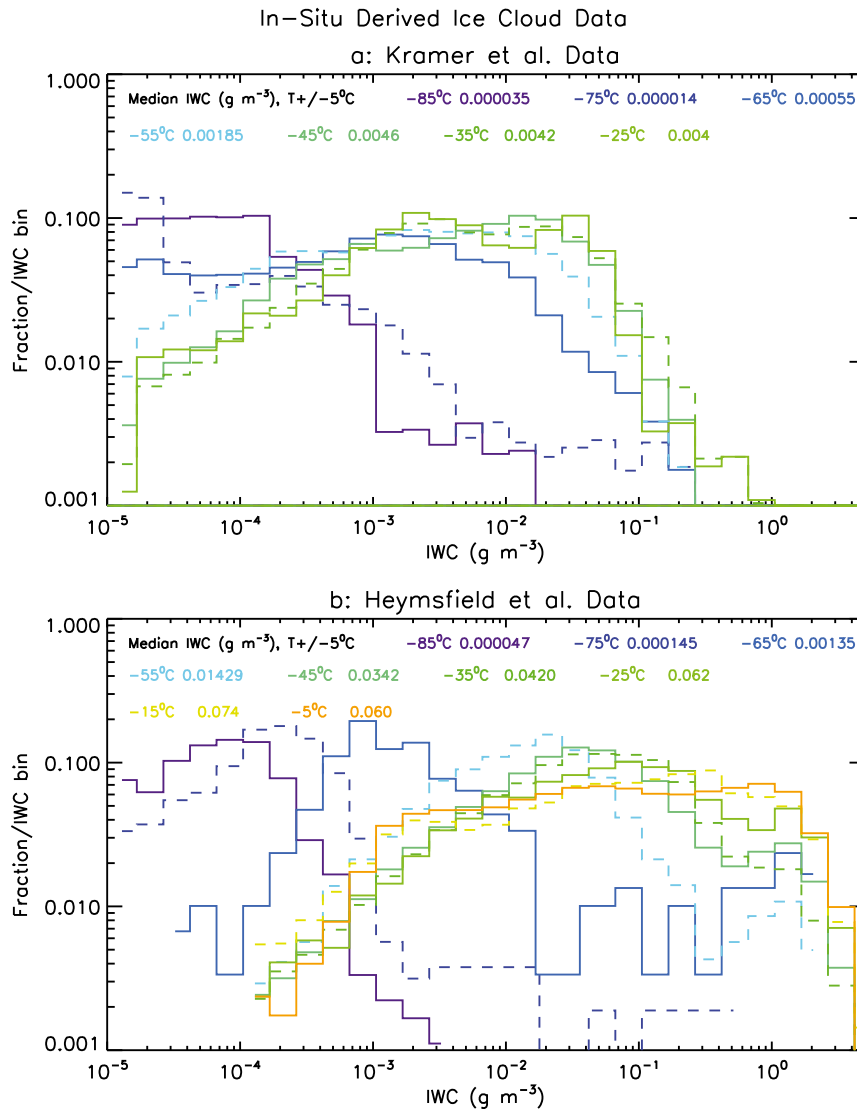 In-Situ Derived Ice Cloud Data
a: Kramer et al. Data
1.000
Median IWC (g m⁻³), T+/-5⁰C -85⁰C 0.000035 -75⁰C 0.000014 -65⁰C 0.00055
-55⁰C 0.00185 -45⁰C 0.0046 -35⁰C 0.0042 -25⁰C 0.004
0.100
Fraction/IWC bin
0.010
0.001
10⁻⁵ 10⁻⁴ 10⁻³ 10⁻² 10⁻¹ 10⁰
IWC (g m⁻³)
b: Heymsfield et al. Data
1.000
Median IWC (g m⁻³), T+/-5⁰C -85⁰C 0.000047 -75⁰C 0.000145 -65⁰C 0.00135
-55⁰C 0.01429 -45⁰C 0.0342 -35⁰C 0.0420 -25⁰C 0.062
-15⁰C 0.074 -5⁰C 0.060
0.100
Fraction/IWC bin
0.010
0.001
10⁻⁵ 10⁻⁴ 10⁻³ 10⁻² 10⁻¹ 10⁰
IWC (g m⁻³)